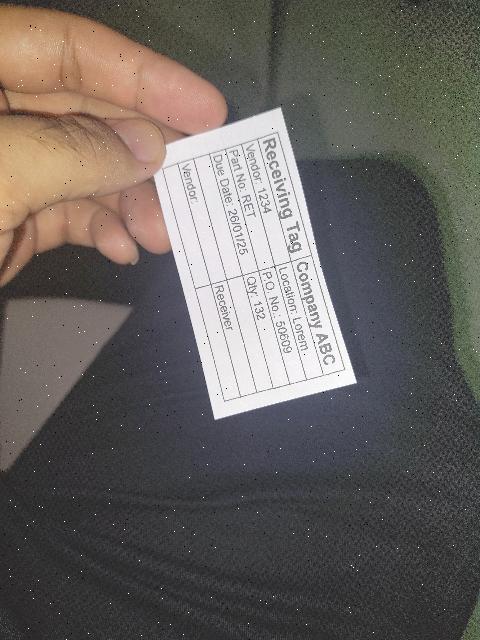 Receiving Tag Company ABC
Vendor: 1234 Location: Lorem
Part No: RET P.O. No.: 50609
Due Date: 26/01/25 Qty: 132
Vendor: Receiver